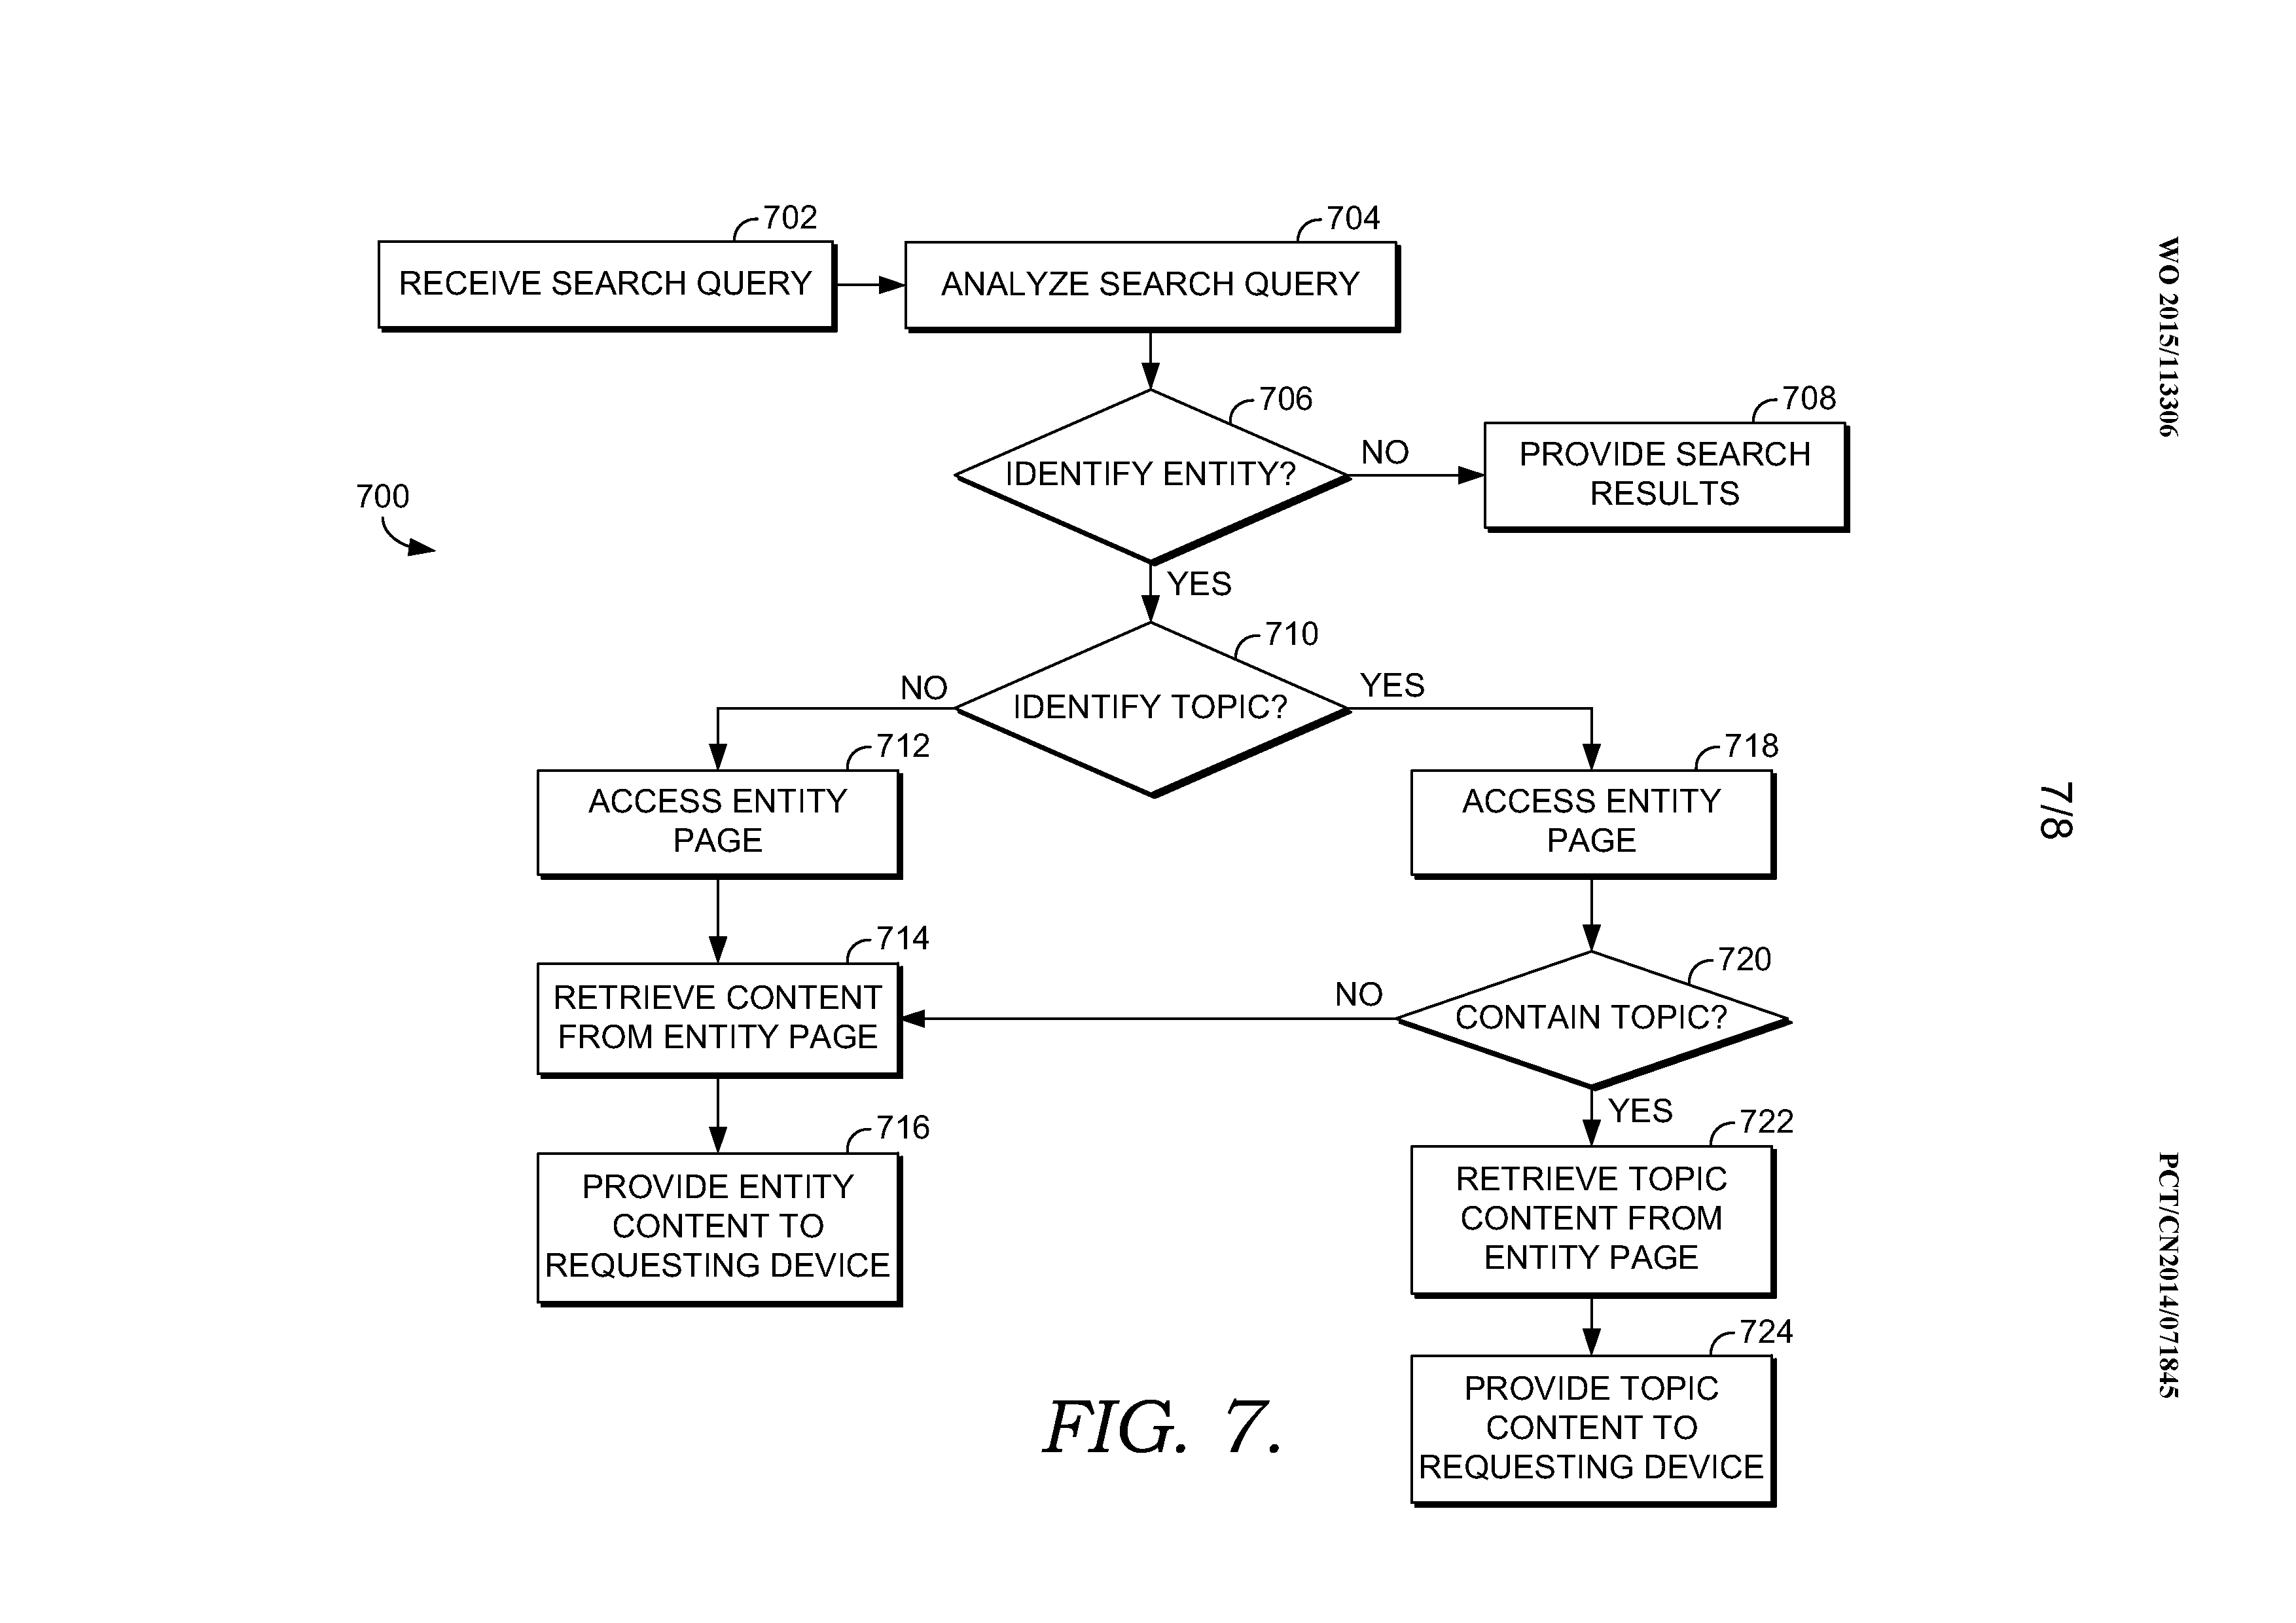 702
RECEIVE SEARCH QUERY
704
ANALYZE SEARCH QUERY
706
IDENTIFY ENTITY?
NO
708
PROVIDE SEARCH
RESULTS
700
YES
710
IDENTIFY TOPIC?
NO
YES
712
ACCESS ENTITY
PAGE
718
ACCESS ENTITY
PAGE
714
RETRIEVE CONTENT
FROM ENTITY PAGE
720
CONTAIN TOPIC?
NO
YES
716
PROVIDE ENTITY
CONTENT TO
REQUESTING DEVICE
722
RETRIEVE TOPIC
CONTENT FROM
ENTITY PAGE
724
PROVIDE TOPIC
CONTENT TO
REQUESTING DEVICE
FIG. 7.
WO 2015/113306
7/8
PCT/CN2014/071845